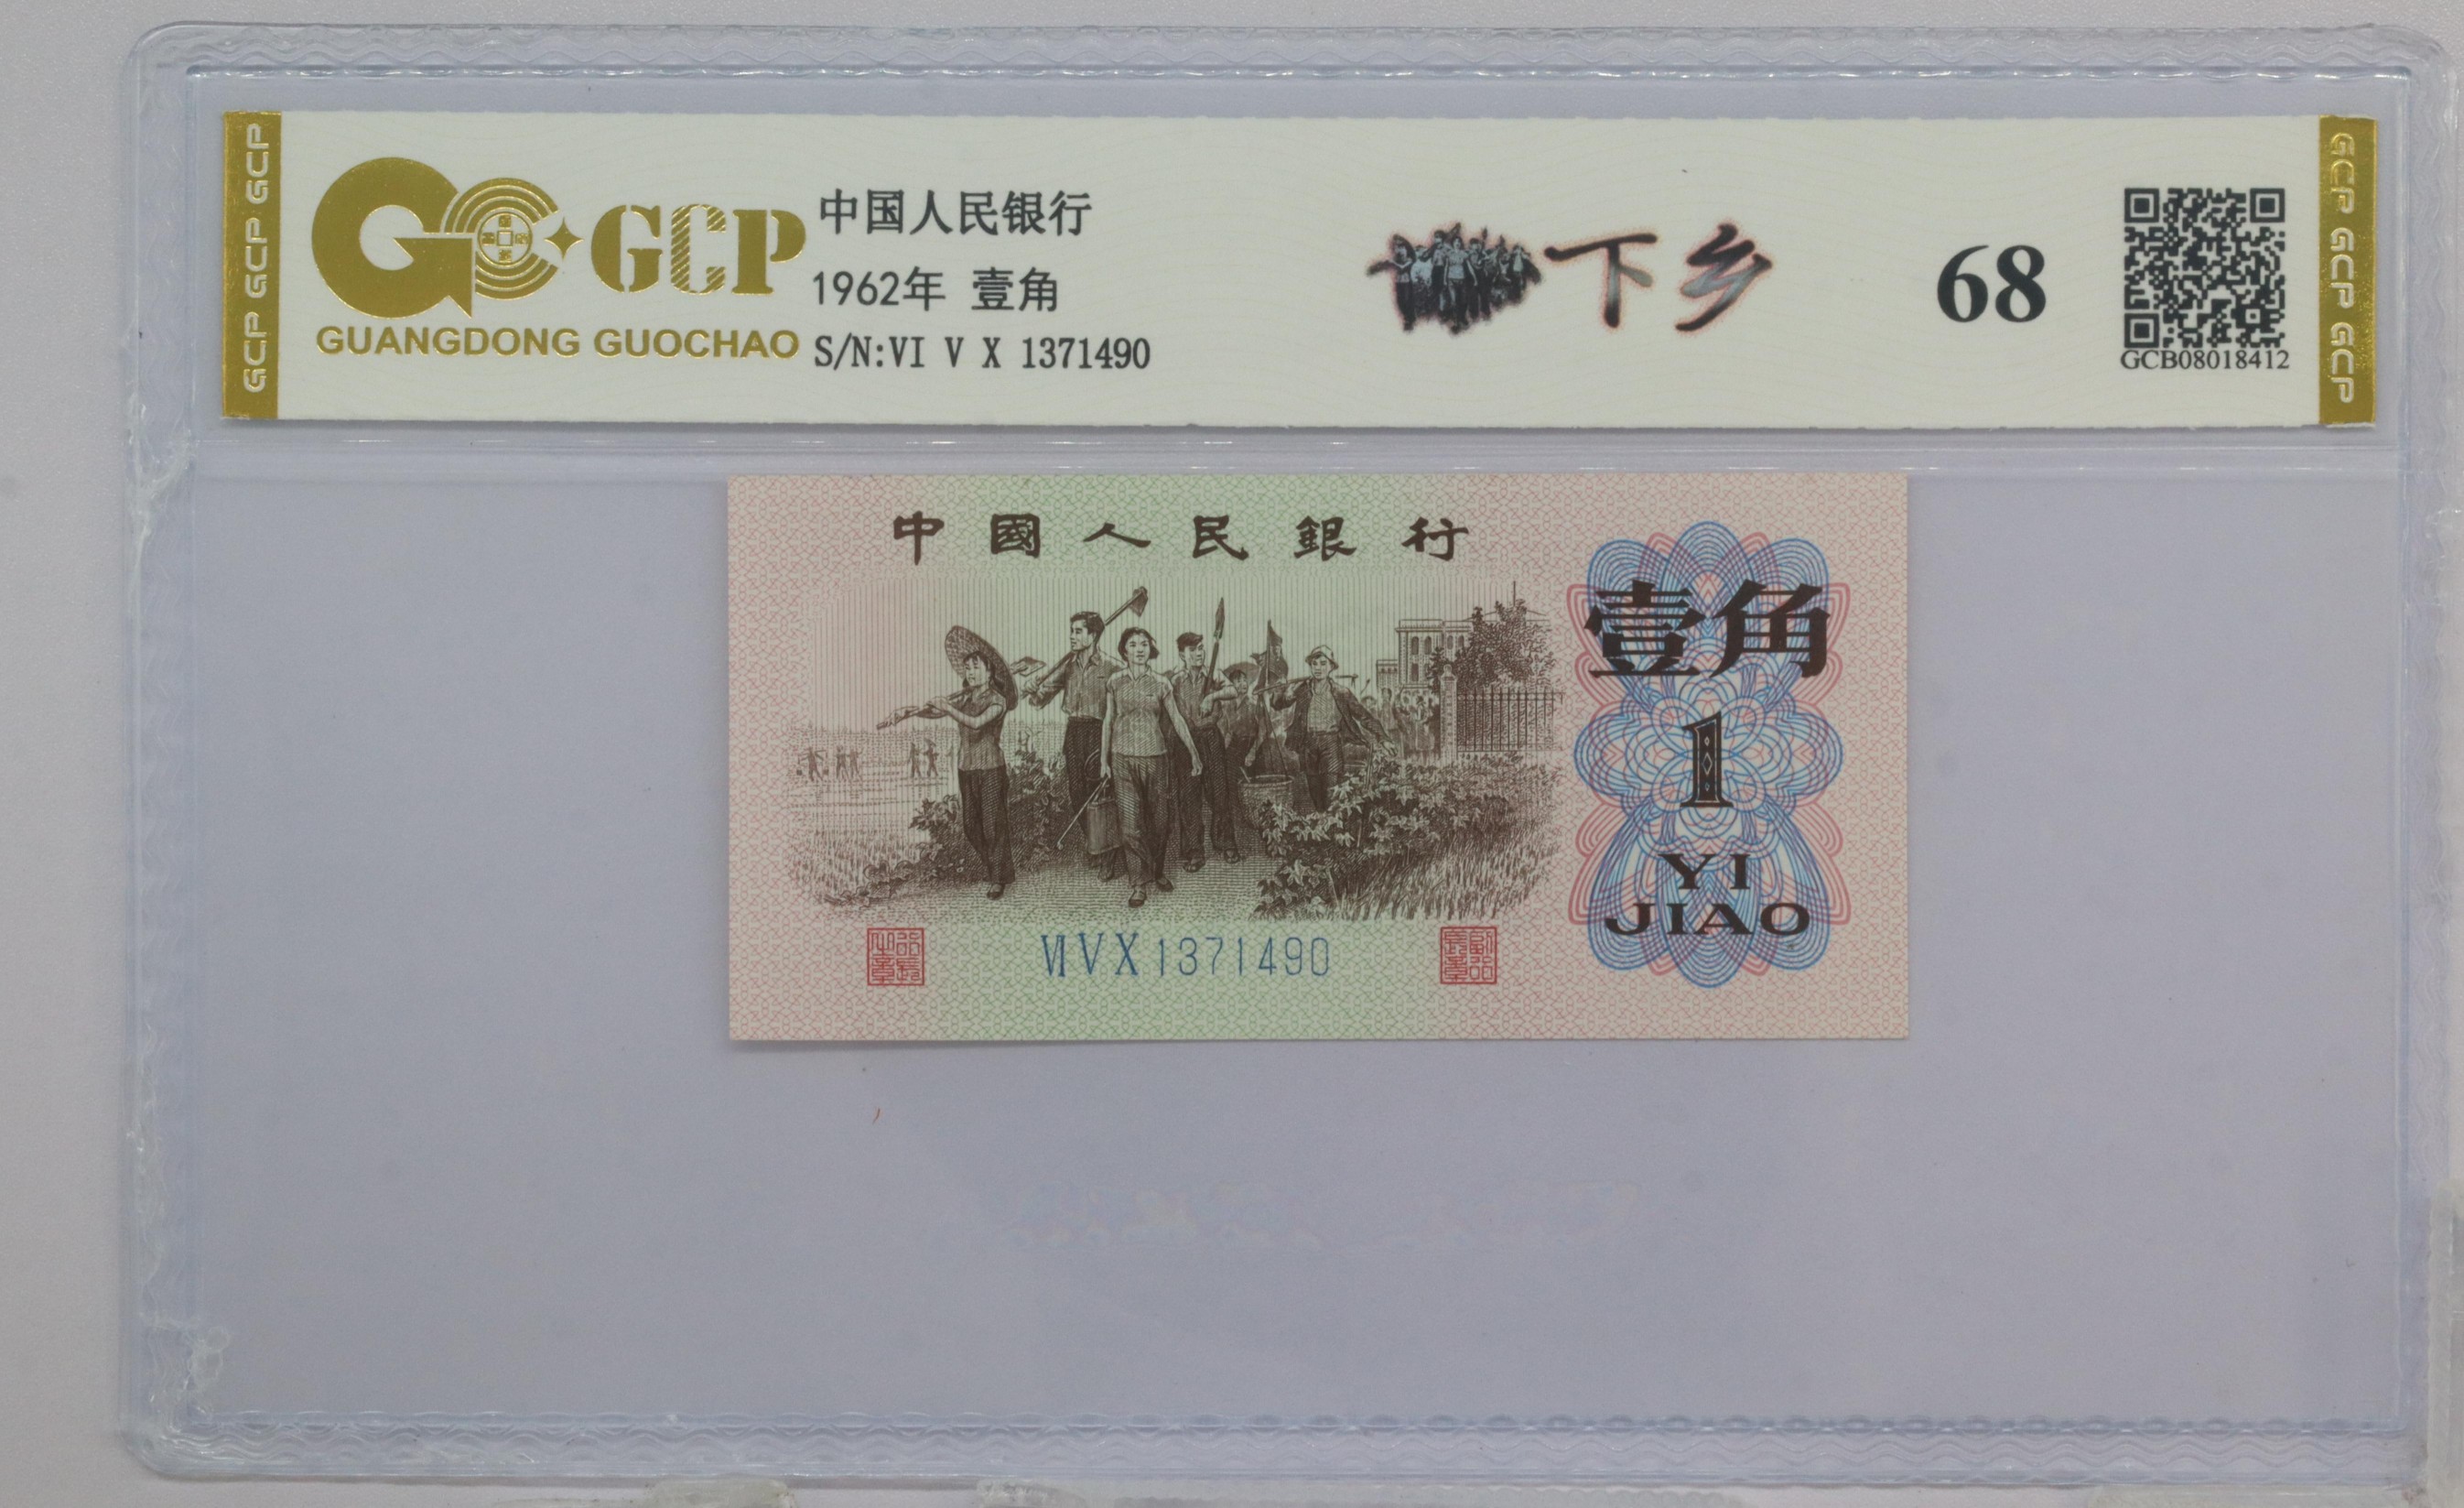 GCP GCP GCP
GCP
GUANGDONG GUOCHAO
中国人民银行
1962年 壹角
S/N:VI V X 1371490
下乡
68
GCB08018412
GCP GCP GCP
中國人民銀行
壹角
1
YI
JIAO
VI V X 1371490